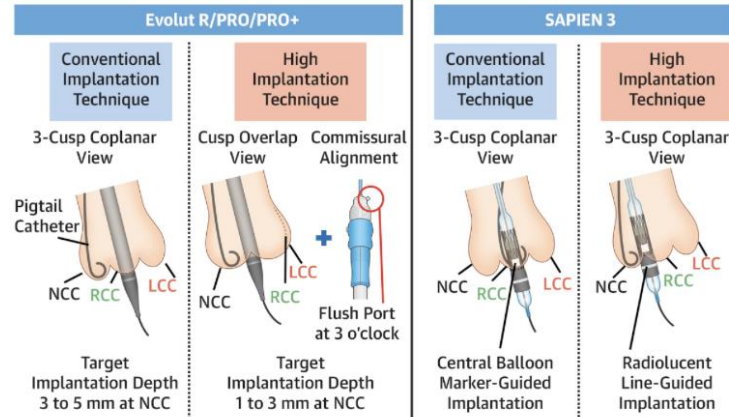 Evolut R/PRO/PRO+
Conventional
Implantation
Technique
3-Cusp Coplanar
View
Pigtail
Catheter
NCC
RCC
LCC
Target
Implantation Depth
3 to 5 mm at NCC
High
Implantation
Technique
Cusp Overlap
View
Commissural
Alignment
+
NCC
LCC
RCC
Flush Port
at 3 o'clock
Target
Implantation Depth
1 to 3 mm at NCC
SAPIEN 3
Conventional
Implantation
Technique
3-Cusp Coplanar
View
NCC
RCC
LCC
Central Balloon
Marker-Guided
Implantation
High
Implantation
Technique
3-Cusp Coplanar
View
NCC
RCC
LCC
Radiolucent
Line-Guided
Implantation